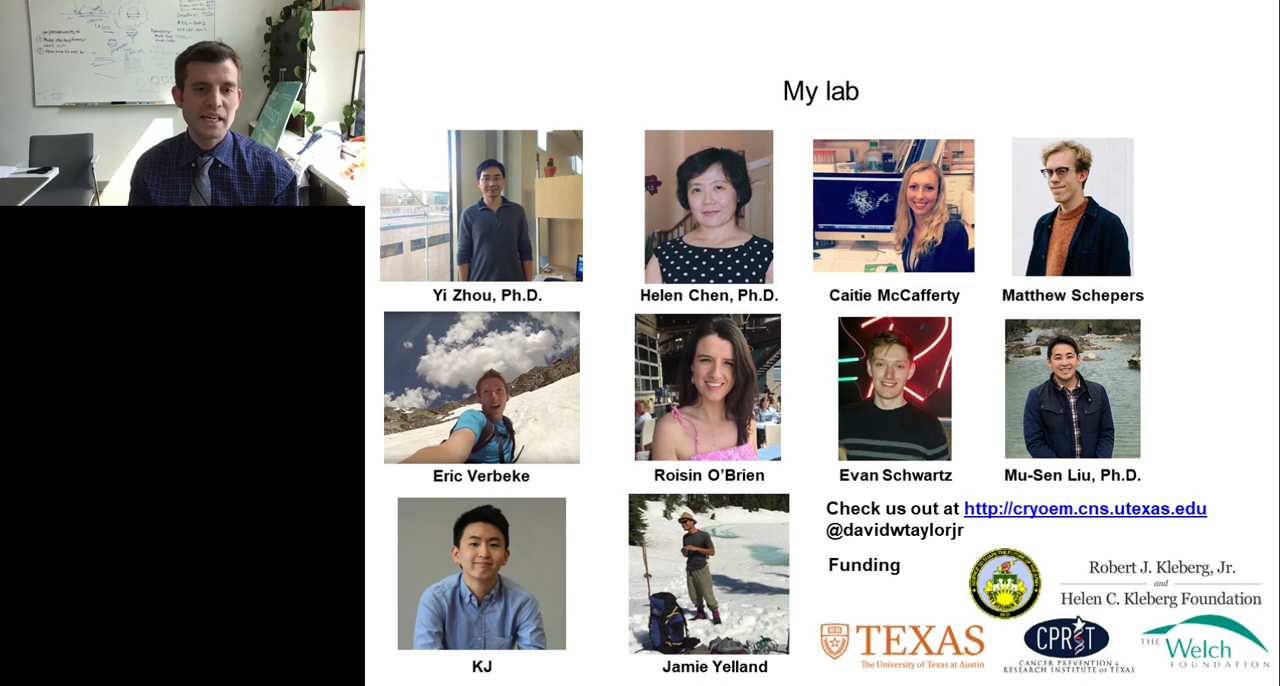 My lab
Yi Zhou, Ph.D.
Helen Chen, Ph.D.
Caitie McCafferty
Matthew Schepers
Eric Verbeke
Roisin O’Brien
Evan Schwartz
Mu-Sen Liu, Ph.D.
KJ
Jamie Yelland
Check us out at http://cryoem.cns.utexas.edu
@davidwtaylorjr
Funding
Robert J. Kleberg, Jr.
and
Helen C. Kleberg Foundation
TEXAS
The University of Texas at Austin
CPRIT
CANCER PREVENTION &
RESEARCH INSTITUTE OF TEXAS
THE Welch
FOUNDATION